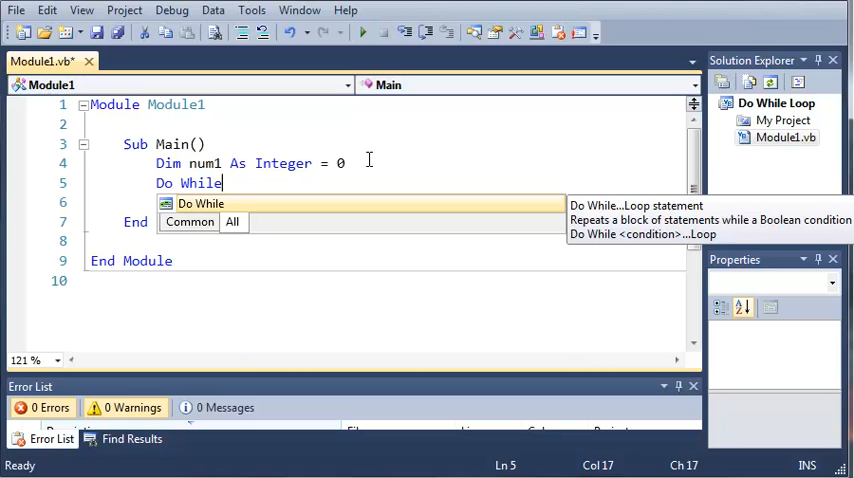 File Edit View Project Debug Data Tools Window Help
Module1.vb*
Module1
Main
1 Module Module1
2
3 Sub Main()
4 Dim num1 As Integer = 0
5 Do While
6 Do While
Common All
7 End
8
9 End Module
10
Do While...Loop statement
Repeats a block of statements while a Boolean condition
Do While <condition>...Loop
121 %
Solution Explorer
Do While Loop
My Project
Module1.vb
Properties
Error List
0 Errors 0 Warnings 0 Messages
Error List Find Results
Ready Ln 5 Col 17 Ch 17 INS